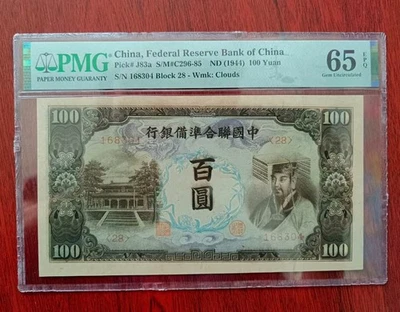 PMG
PAPER MONEY GUARANTY
China, Federal Reserve Bank of China
Pick# J83a S/M#C296-85 ND (1944) 100 Yuan
S/N 168304 Block 28 - Wmk: Clouds
65 EPQ
Gem Uncirculated
100
行銀備準合聯國中
100
168304
<28>
百圓
<28>
168304
100
100